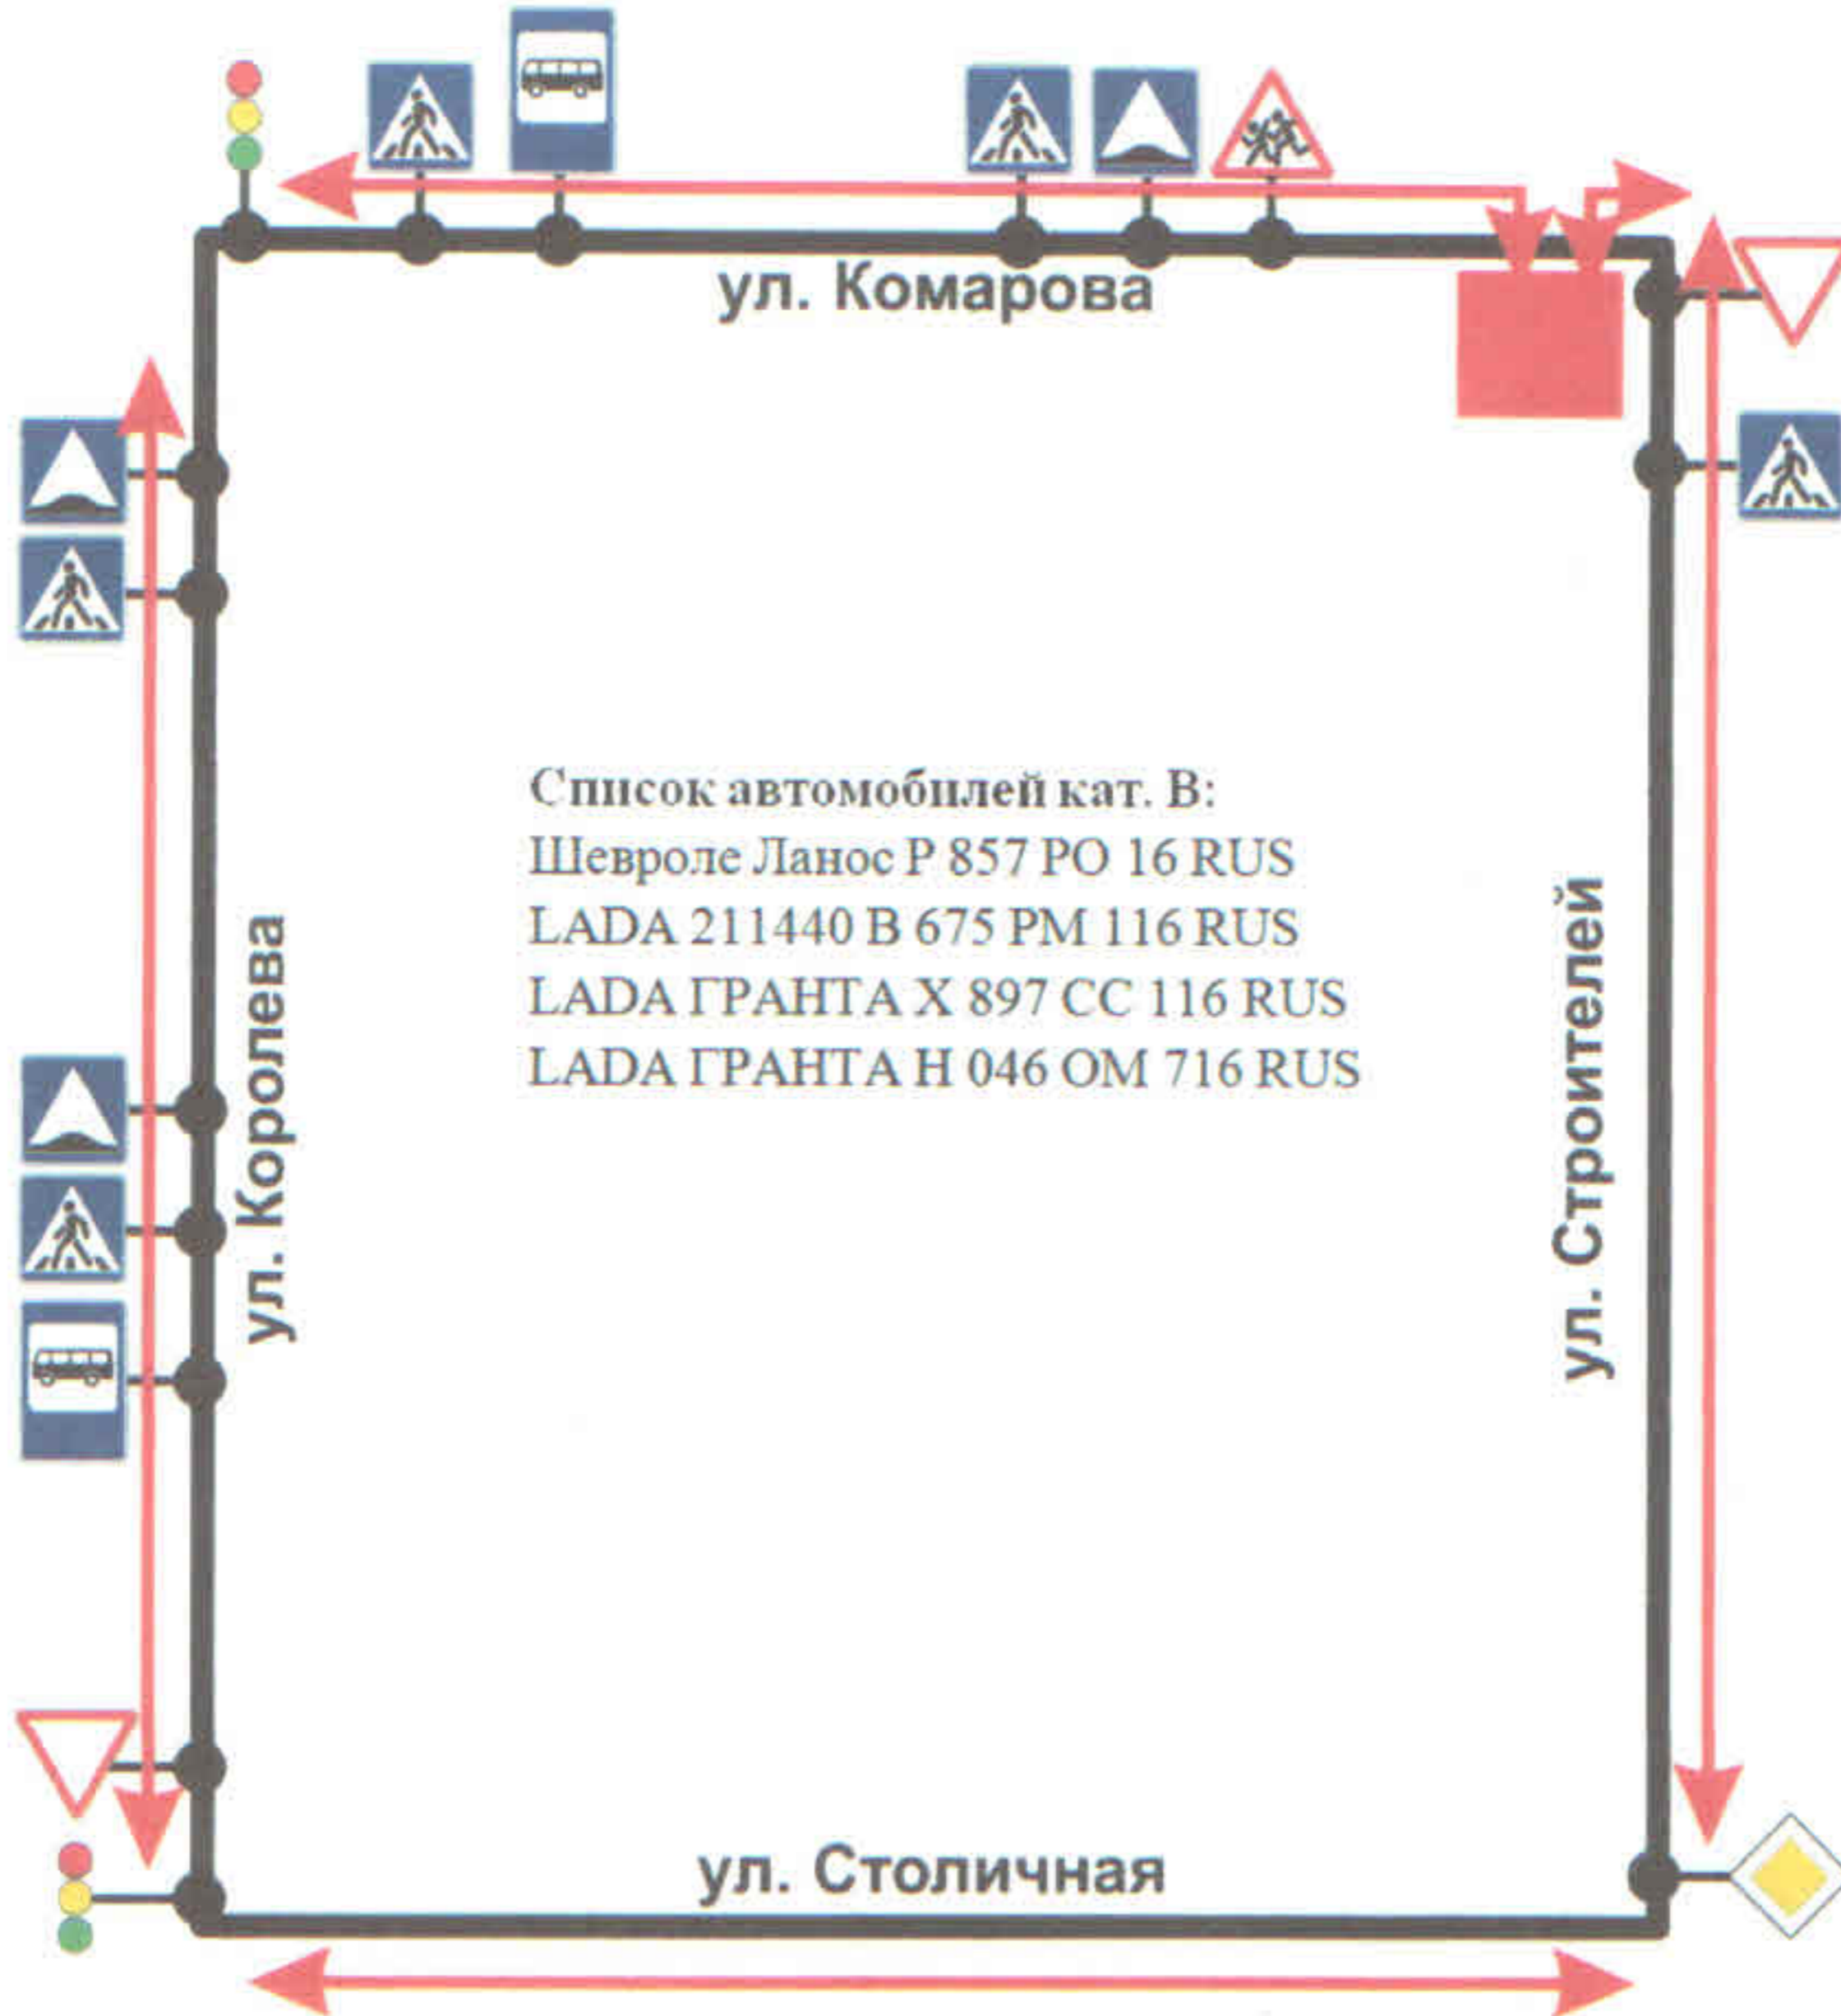 ул. Комарова
Список автомобилей кат. В:
Шевроле Ланос Р 857 РО 16 RUS
LADA 211440 В 675 РМ 116 RUS
LADA ГРАНТА Х 897 СС 116 RUS
LADA ГРАНТА Н 046 ОМ 716 RUS
ул. Королева
ул. Строителей
ул. Столичная